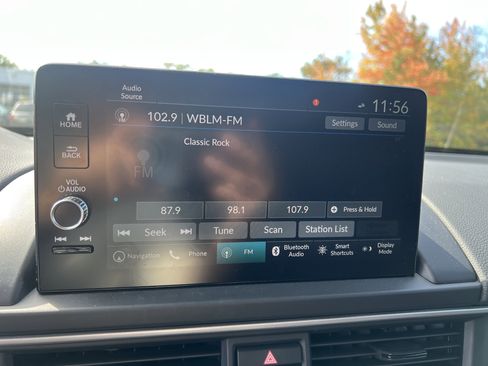 Audio
Source
11:56
FM 102.9 | WBLM-FM
Settings Sound
Classic Rock
FM
HOME
BACK
VOL
AUDIO
87.9 98.1 107.9 Press & Hold
Seek Tune Scan Station List
Navigation Phone FM Bluetooth Audio Smart Shortcuts Display Mode